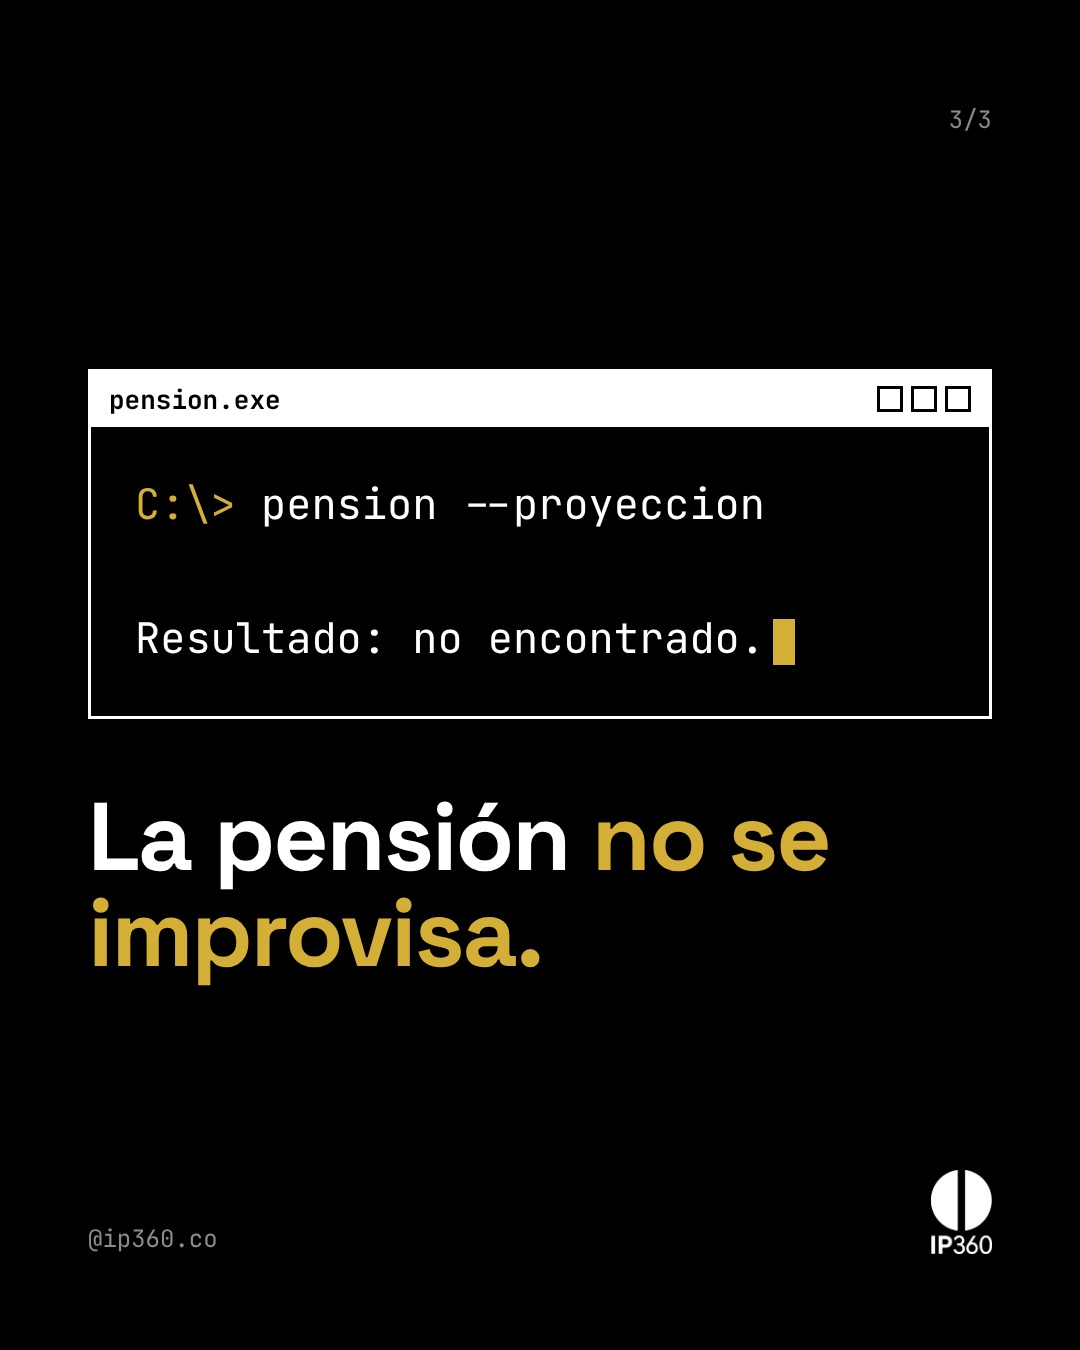 3/3
pension.exe
C:\> pension --proyeccion
Resultado: no encontrado.
La pensión no se
improvisa.
@ip360.co
IP360